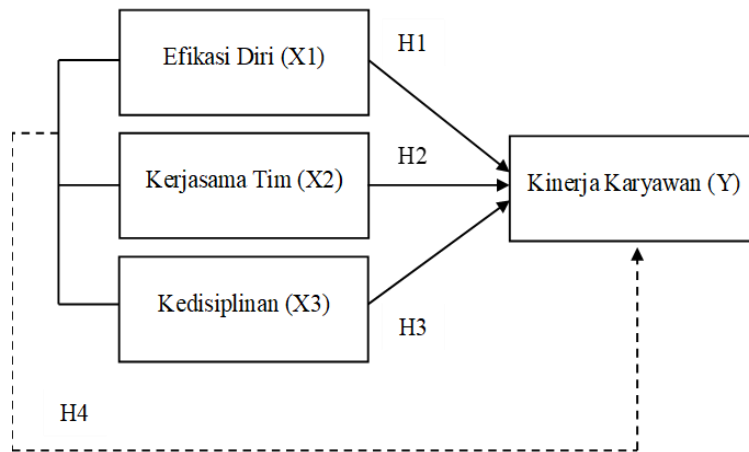 Efikasi Diri (X1)
H1
Kerjasama Tim (X2)
H2
Kinerja Karyawan (Y)
Kedisiplinan (X3)
H3
H4